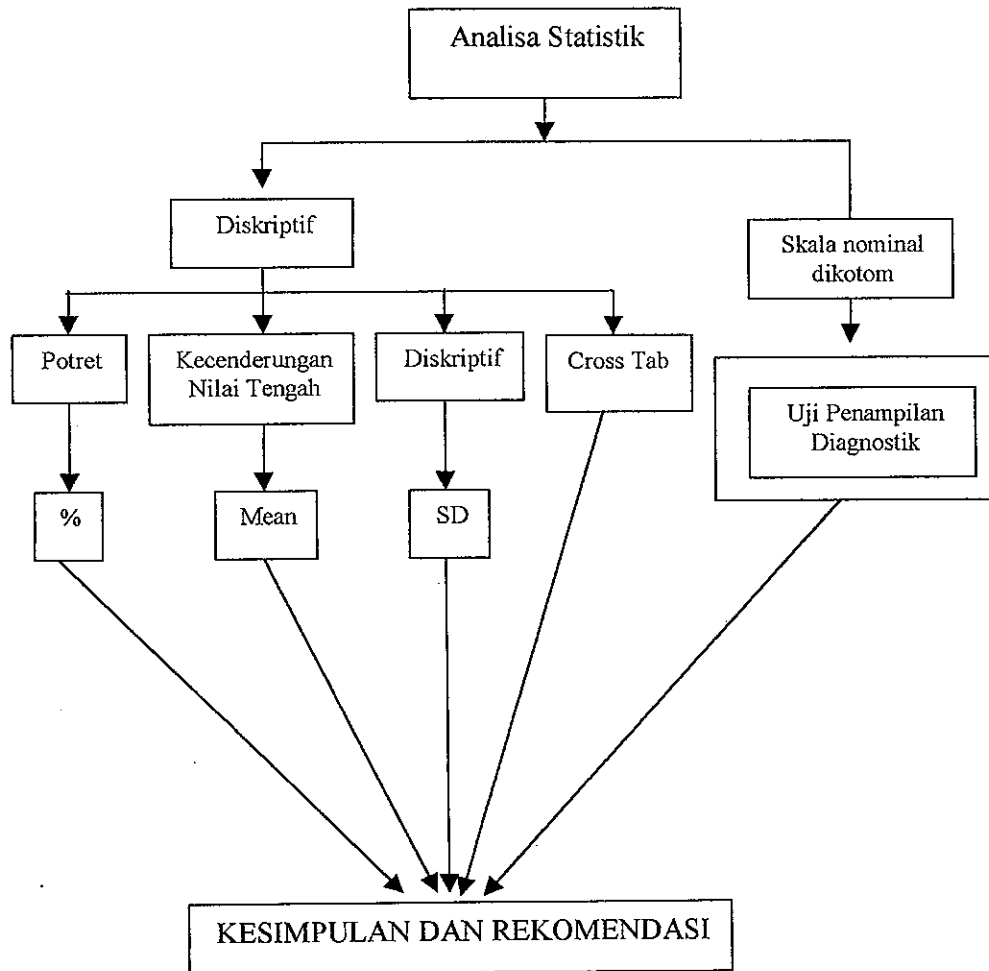 Analisa Statistik
Diskriptif
Skala nominal
dikotom
Potret
Kecenderungan
Nilai Tengah
Diskriptif
Cross Tab
Uji Penampilan
Diagnostik
%
Mean
SD
KESIMPULAN DAN REKOMENDASI